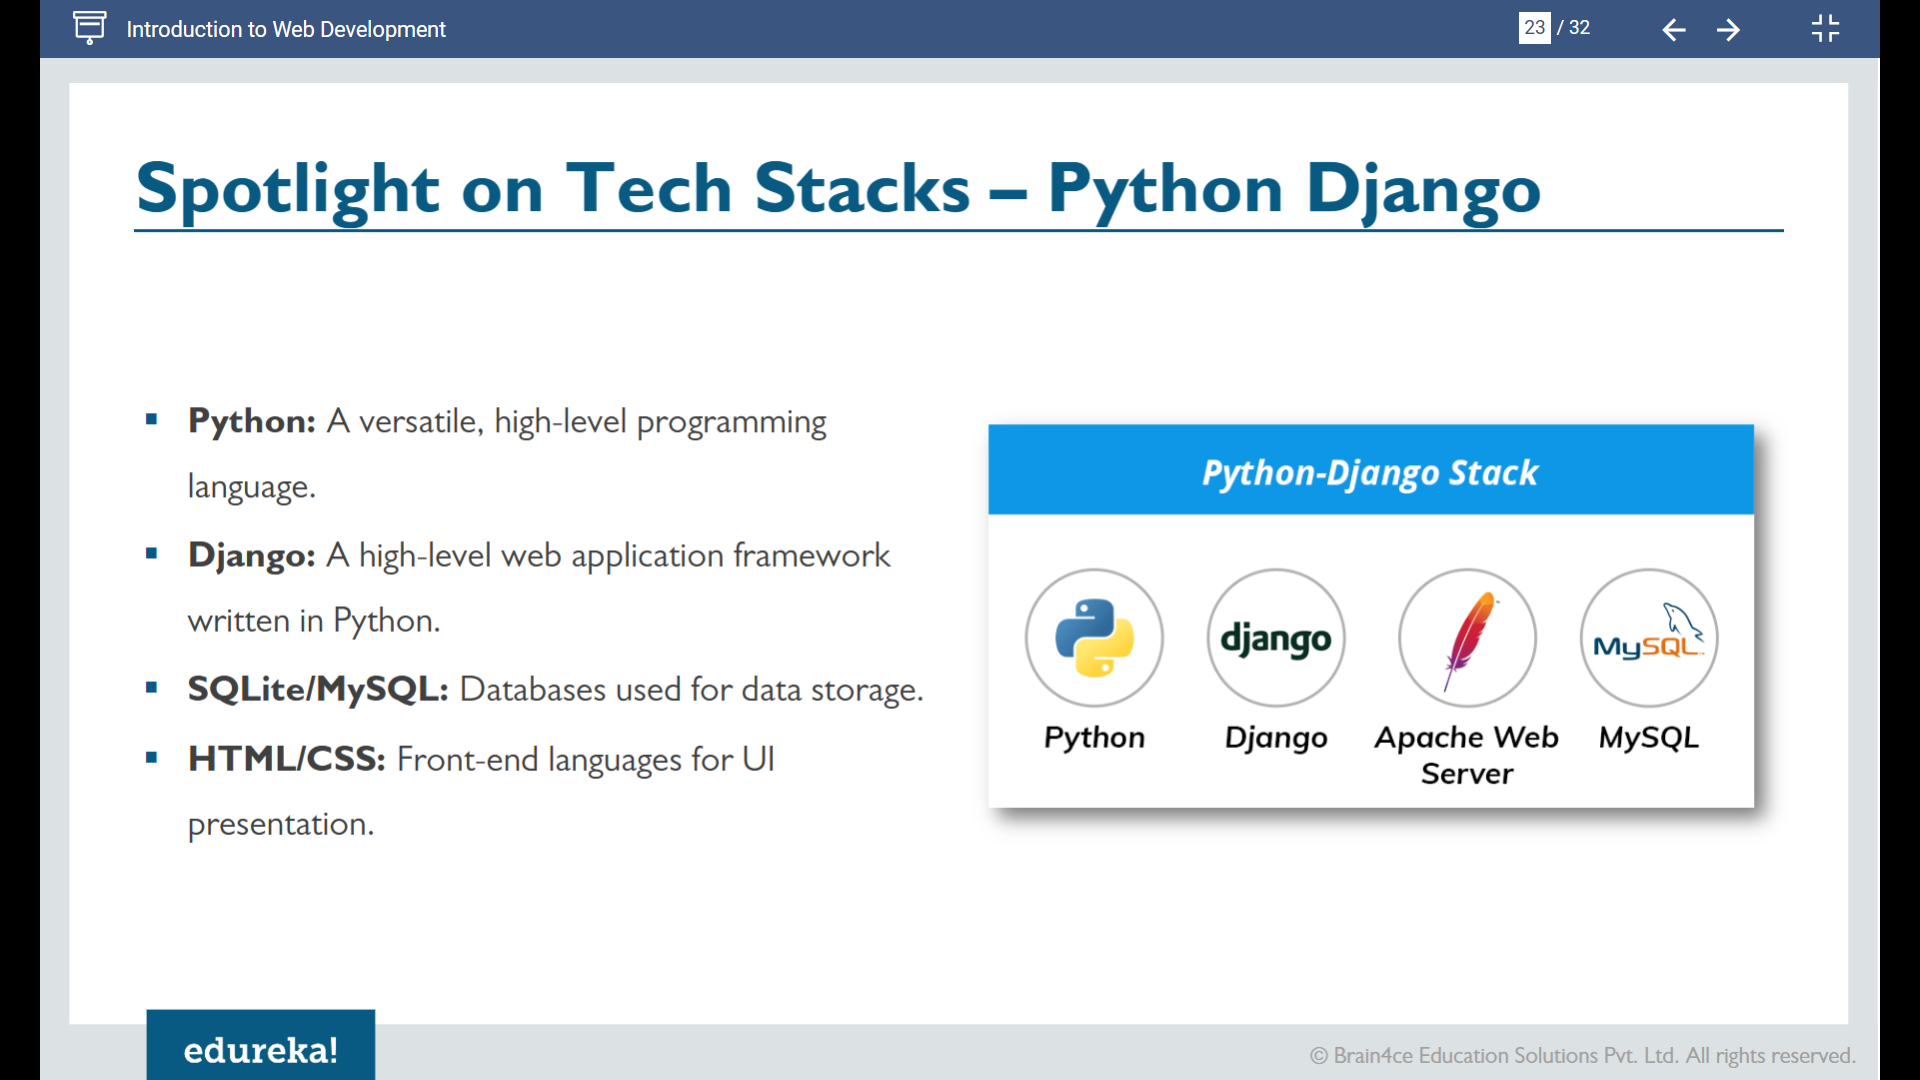 Introduction to Web Development
23 / 32
Spotlight on Tech Stacks – Python Django
▪ Python: A versatile, high-level programming
language.
▪ Django: A high-level web application framework
written in Python.
▪ SQLite/MySQL: Databases used for data storage.
▪ HTML/CSS: Front-end languages for UI
presentation.
Python-Django Stack
django
MySQL
Python Django Apache Web MySQL
Server
edureka!
© Brain4ce Education Solutions Pvt. Ltd. All rights reserved.